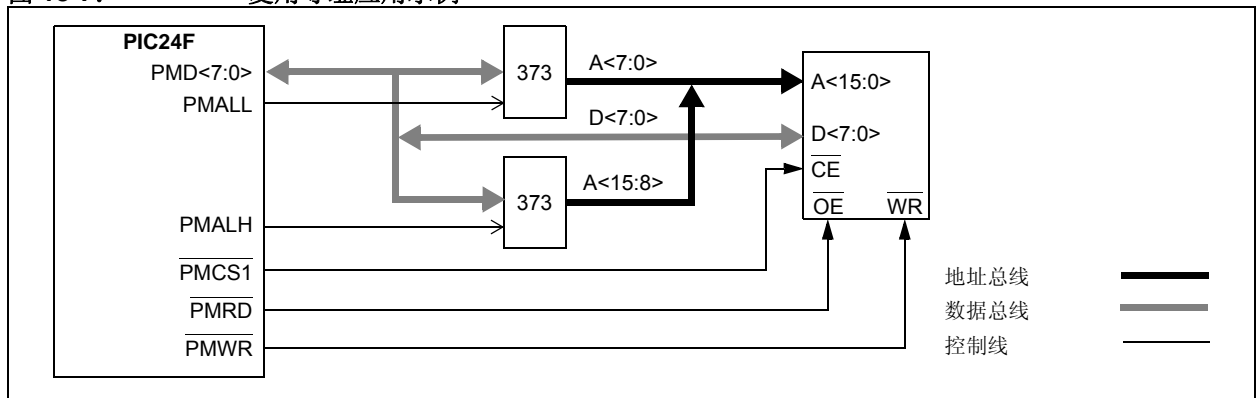 PIC24F
PMD<7:0>
PMALL
PMALH
PMCS1
PMRD
PMWR
373
373
A<7:0>
D<7:0>
A<15:8>
A<15:0>
D<7:0>
CE
OE WR
地址总线
数据总线
控制线